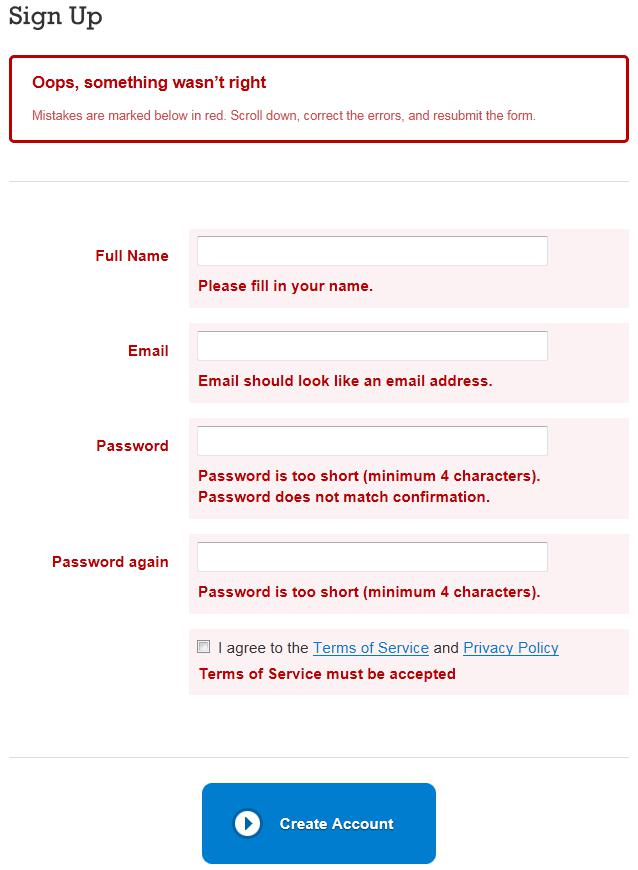 Sign Up
Oops, something wasn’t right
Mistakes are marked below in red. Scroll down, correct the errors, and resubmit the form.
Full Name
Please fill in your name.
Email
Email should look like an email address.
Password
Password is too short (minimum 4 characters).
Password does not match confirmation.
Password again
Password is too short (minimum 4 characters).
I agree to the Terms of Service and Privacy Policy
Terms of Service must be accepted
Create Account